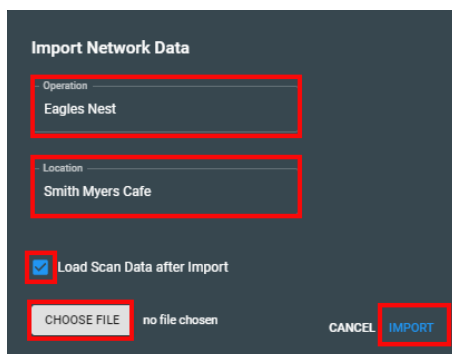 Import Network Data
Operation
Eagles Nest
Location
Smith Myers Cafe
Load Scan Data after Import
CHOOSE FILE no file chosen
CANCEL IMPORT